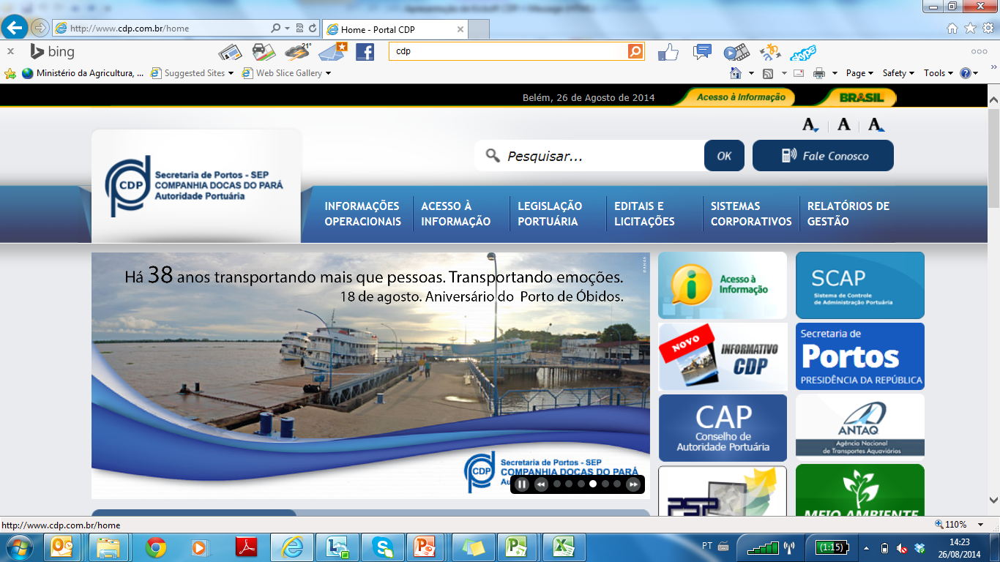 http://www.cdp.com.br/home
Home - Portal CDP
bing
21°
cdp
Ministério da Agricultura, ...
Suggested Sites
Web Slice Gallery
Page
Safety
Tools
Belém, 26 de Agosto de 2014
Acesso à Informação
BRASIL
A
A
A
Pesquisar...
OK
Fale Conosco
CDP
Secretaria de Portos - SEP
COMPANHIA DOCAS DO PARÁ
Autoridade Portuária
INFORMAÇÕES
OPERACIONAIS
ACESSO À
INFORMAÇÃO
LEGISLAÇÃO
PORTUÁRIA
EDITAIS E
LICITAÇÕES
SISTEMAS
CORPORATIVOS
RELATÓRIOS DE
GESTÃO
Há 38 anos transportando mais que pessoas. Transportando emoções.
18 de agosto. Aniversário do Porto de Óbidos.
CDP
Secretaria de Portos - SEP
COMPANHIA DOCAS DO PARÁ
Acesso à
Informação
SCAP
Sistema de Controle
de Administração Portuária
NOVO
INFORMATIVO
CDP
Secretaria de
Portos
PRESIDÊNCIA DA REPÚBLICA
CAP
Conselho de
Autoridade Portuária
ANTAQ
Agência Nacional
de Transportes Aquaviários
PSP
MEIO AMBIENTE
http://www.cdp.com.br/home
110%
PT
(1:15)
14:23
26/08/2014